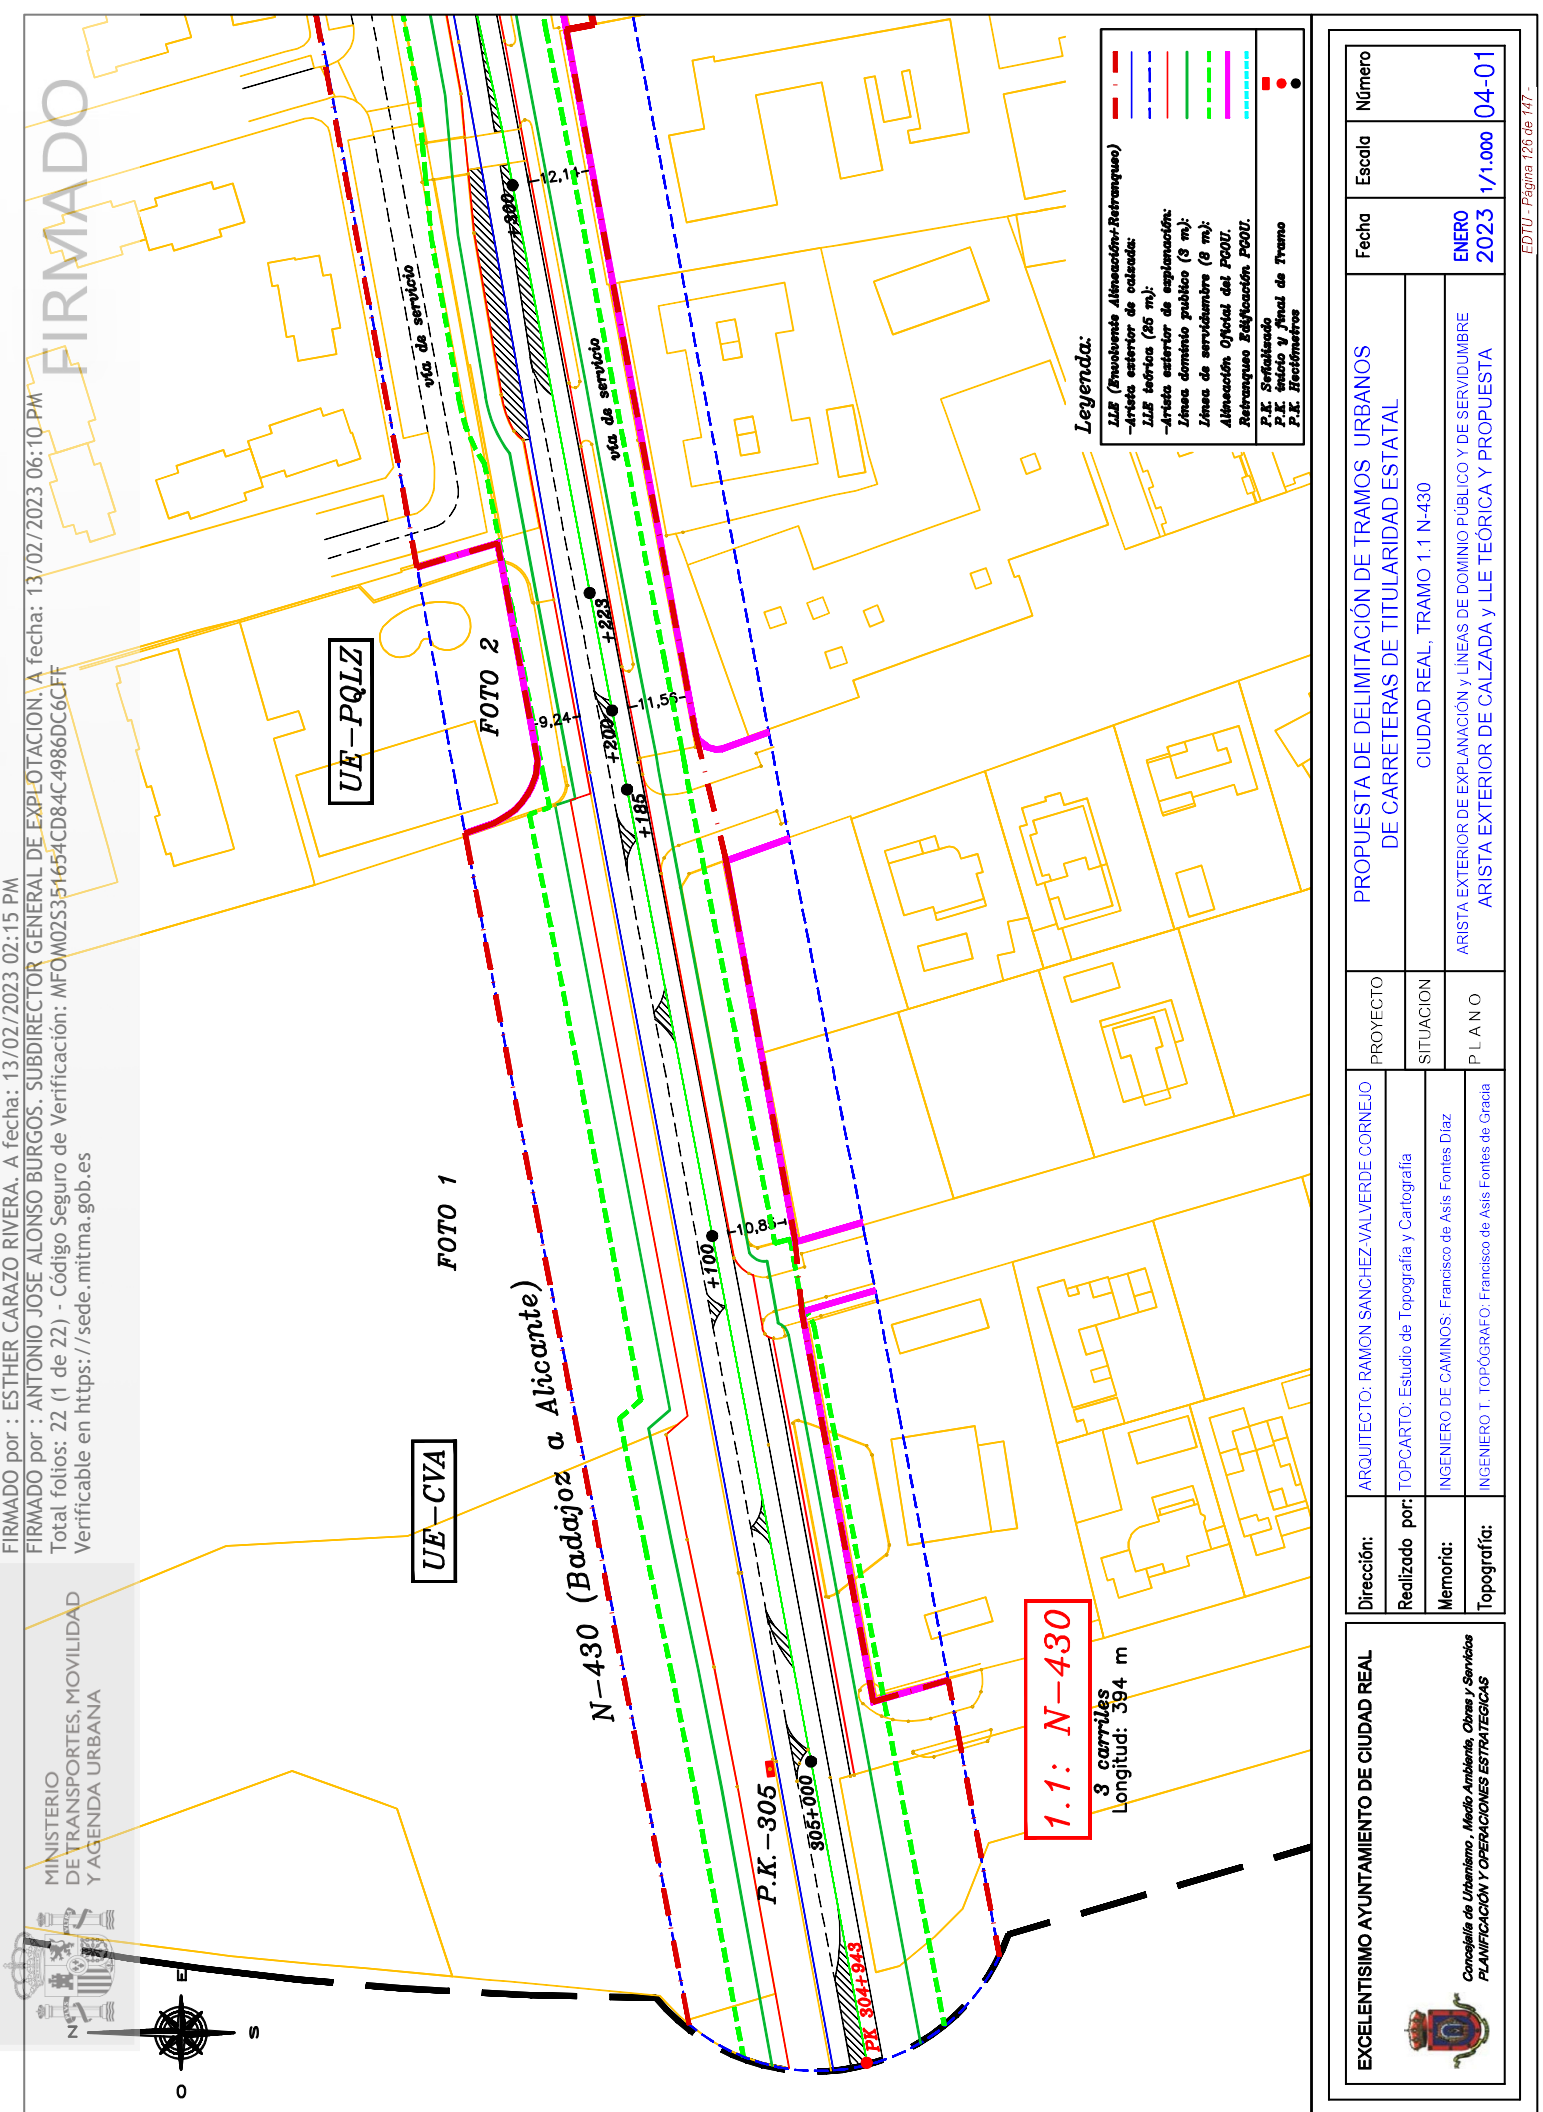 FIRMADO por : ESTHER CARAZO RIVERA. A fecha: 13/02/2023 02:15 PM
FIRMADO por : ANTONIO JOSE ALONSO BURGOS. SUBDIRECTOR GENERAL DE EXPLOTACION. A fecha: 13/02/2023 06:10 PM
Total folios: 22 (1 de 22) - Código Seguro de Verificación: MFOM02S351654CD84C4986DC6CFF
Verificable en https://sede.mitma.gob.es
FIRMADO
MINISTERIO
DE TRANSPORTES, MOVILIDAD
Y AGENDA URBANA
N
E
S
O
UE-PQLZ
UE-CVA
FOTO 1
FOTO 2
vía de servicio
vía de servicio
N-430 (Badajoz a Alicante)
P.K.-305
PK 304+943
305+000
+100
+185
+200
+223
+300
10,8
9,24
11,56
12,14
1.1: N-430
3 carriles
Longitud: 394 m
Leyenda:
LLE (Envolvente Alineación+Retranqueo)
-Arista exterior de calzada:
LLE teórica (25 m):
-Arista exterior de explanación:
Línea dominio publico (3 m):
Línea de servidumbre (8 m):
Alineación Oficial del PGOU.
Retranqueo Edificación PGOU.
P.K. Señalizado
P.K. inicio y final de Tramo
P.K. Hectómetros
EXCELENTISIMO AYUNTAMIENTO DE CIUDAD REAL
Concejalía de Urbanismo, Medio Ambiente, Obras y Servicios
PLANIFICACIÓN Y OPERACIONES ESTRATEGICAS
Dirección:
ARQUITECTO: RAMON SANCHEZ-VALVERDE CORNEJO
Realizado por:
TOPCARTO: Estudio de Topografía y Cartografía
Memoria:
INGENIERO DE CAMINOS: Francisco de Asis Fontes Díaz
Topografía:
INGENIERO T. TOPÓGRAFO: Francisco de Asis Fontes de Gracia
PROYECTO
PROPUESTA DE DELIMITACIÓN DE TRAMOS URBANOS
DE CARRETERAS DE TITULARIDAD ESTATAL
SITUACION
CIUDAD REAL, TRAMO 1.1 N-430
PLANO
ARISTA EXTERIOR DE EXPLANACIÓN y LÍNEAS DE DOMINIO PÚBLICO Y DE SERVIDUMBRE
ARISTA EXTERIOR DE CALZADA y LLE TEÓRICA Y PROPUESTA
Fecha
ENERO
2023
Escala
1/1.000
Número
04-01
EDTU - Página 126 de 147 -